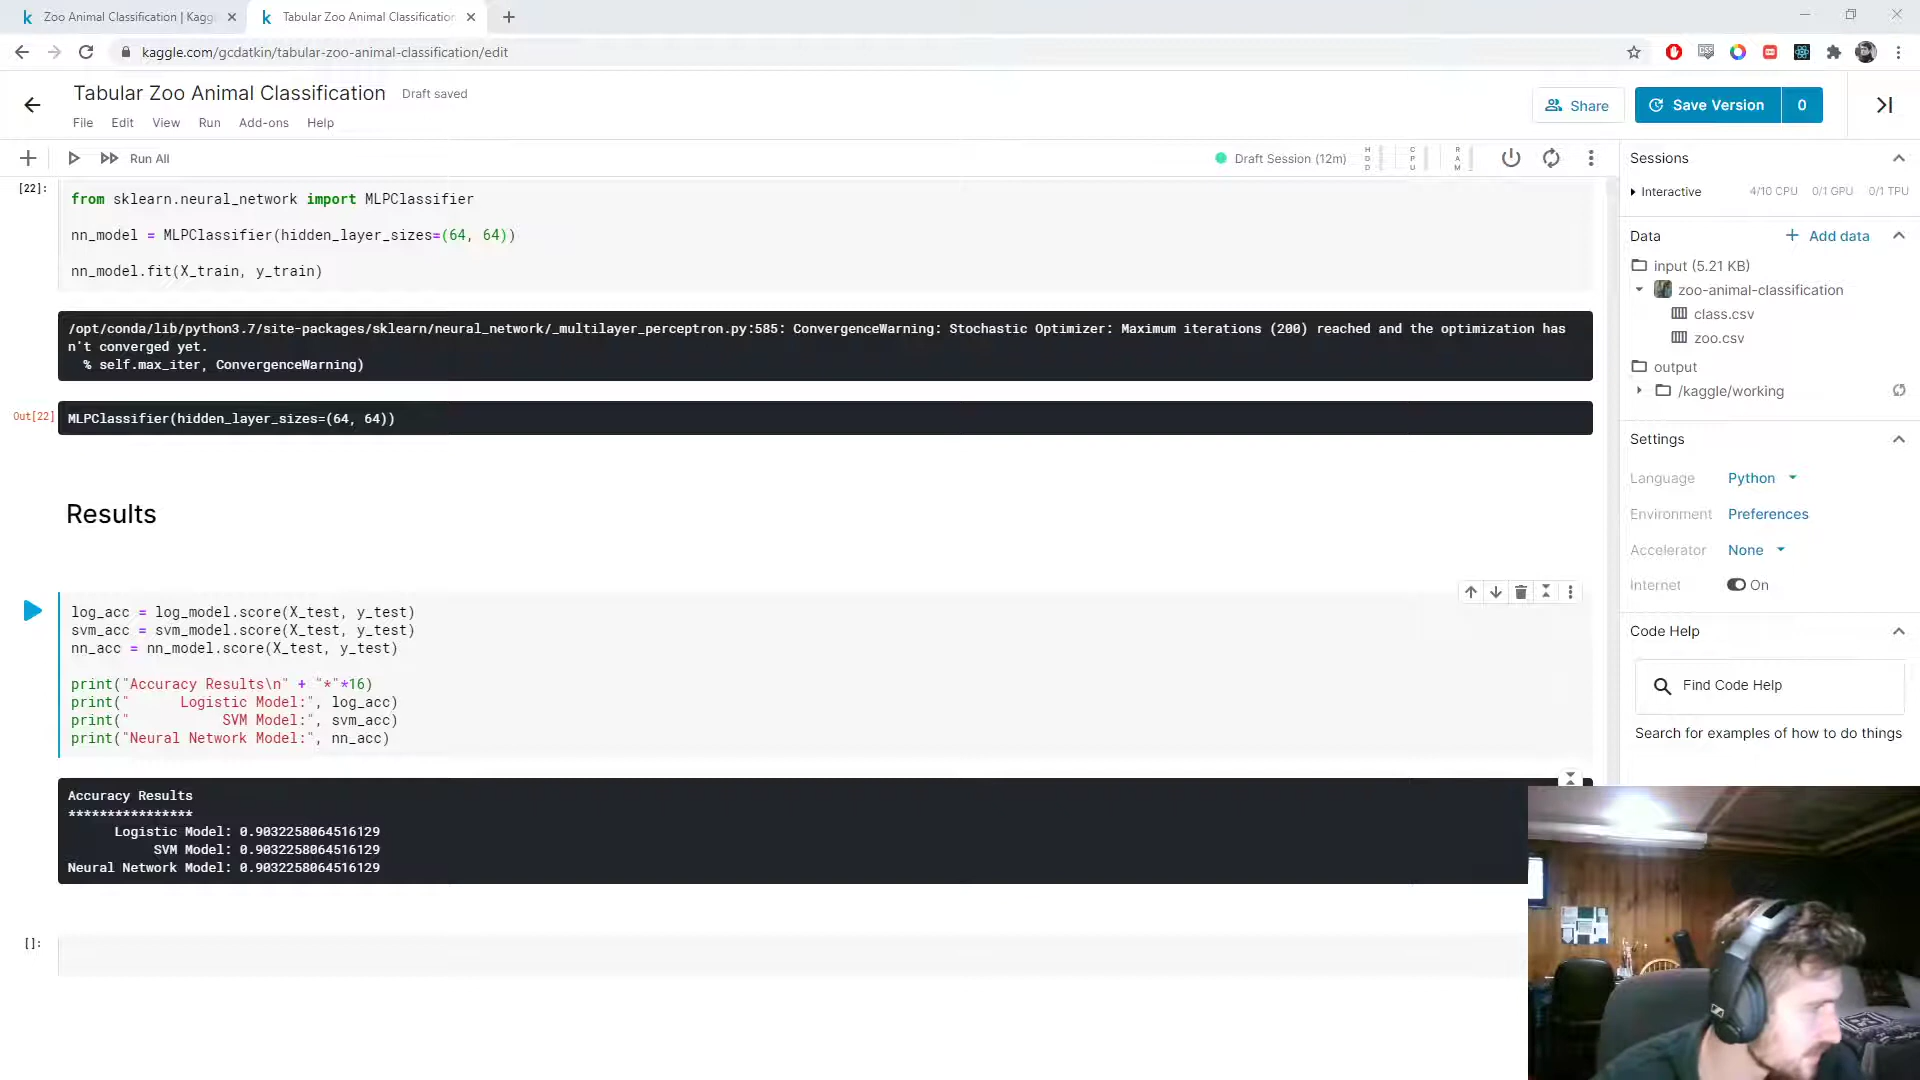 Zoo Animal Classification | Kagg
Tabular Zoo Animal Classification
kaggle.com/gcdatkin/tabular-zoo-animal-classification/edit
Tabular Zoo Animal Classification
Draft saved
File Edit View Run Add-ons Help
Share
Save Version
0
Run All
Draft Session (12m)
HDD
CPU
RAM
[22]:
from sklearn.neural_network import MLPClassifier
nn_model = MLPClassifier(hidden_layer_sizes=(64, 64))
nn_model.fit(X_train, y_train)
/opt/conda/lib/python3.7/site-packages/sklearn/neural_network/_multilayer_perceptron.py:585: ConvergenceWarning: Stochastic Optimizer: Maximum iterations (200) reached and the optimization has
n't converged yet.
% self.max_iter, ConvergenceWarning)
Out[22]
MLPClassifier(hidden_layer_sizes=(64, 64))
Results
log_acc = log_model.score(X_test, y_test)
svm_acc = svm_model.score(X_test, y_test)
nn_acc = nn_model.score(X_test, y_test)
print("Accuracy Results\n" + "*"*16)
print("      Logistic Model:", log_acc)
print("           SVM Model:", svm_acc)
print("Neural Network Model:", nn_acc)
Accuracy Results
****************
Logistic Model: 0.9032258064516129
SVM Model: 0.9032258064516129
Neural Network Model: 0.9032258064516129
[]:
Sessions
Interactive 4/10 CPU 0/1 GPU 0/1 TPU
Data + Add data
input (5.21 KB)
zoo-animal-classification
class.csv
zoo.csv
output
/kaggle/working
Settings
Language Python
Environment Preferences
Accelerator None
Internet On
Code Help
Find Code Help
Search for examples of how to do things